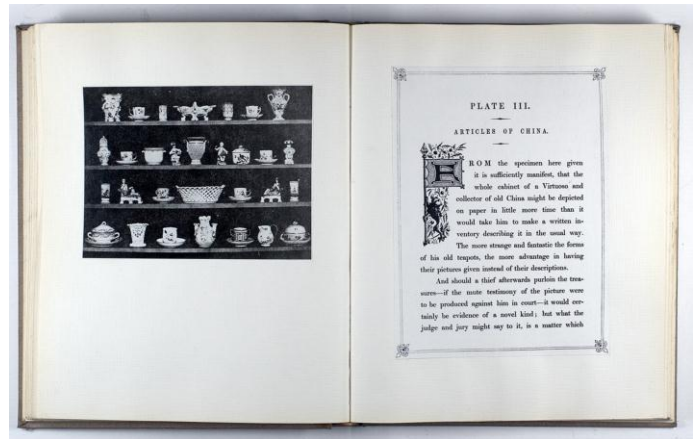 PLATE III.
ARTICLES OF CHINA.
FROM the specimen here given
it is sufficiently manifest, that the
whole cabinet of a Virtuoso and
collector of old China might be depicted
on paper in little more time than it
would take him to make a written in-
ventory describing it in the usual way.
The more strange and fantastic the forms
of his old teapots, the more advantage in having
their pictures given instead of their descriptions.
And should a thief afterwards purloin the trea-
sures—if the mute testimony of the picture were
to be produced against him in court—it would cer-
tainly be evidence of a novel kind; but what the
judge and jury might say to it, is a matter which